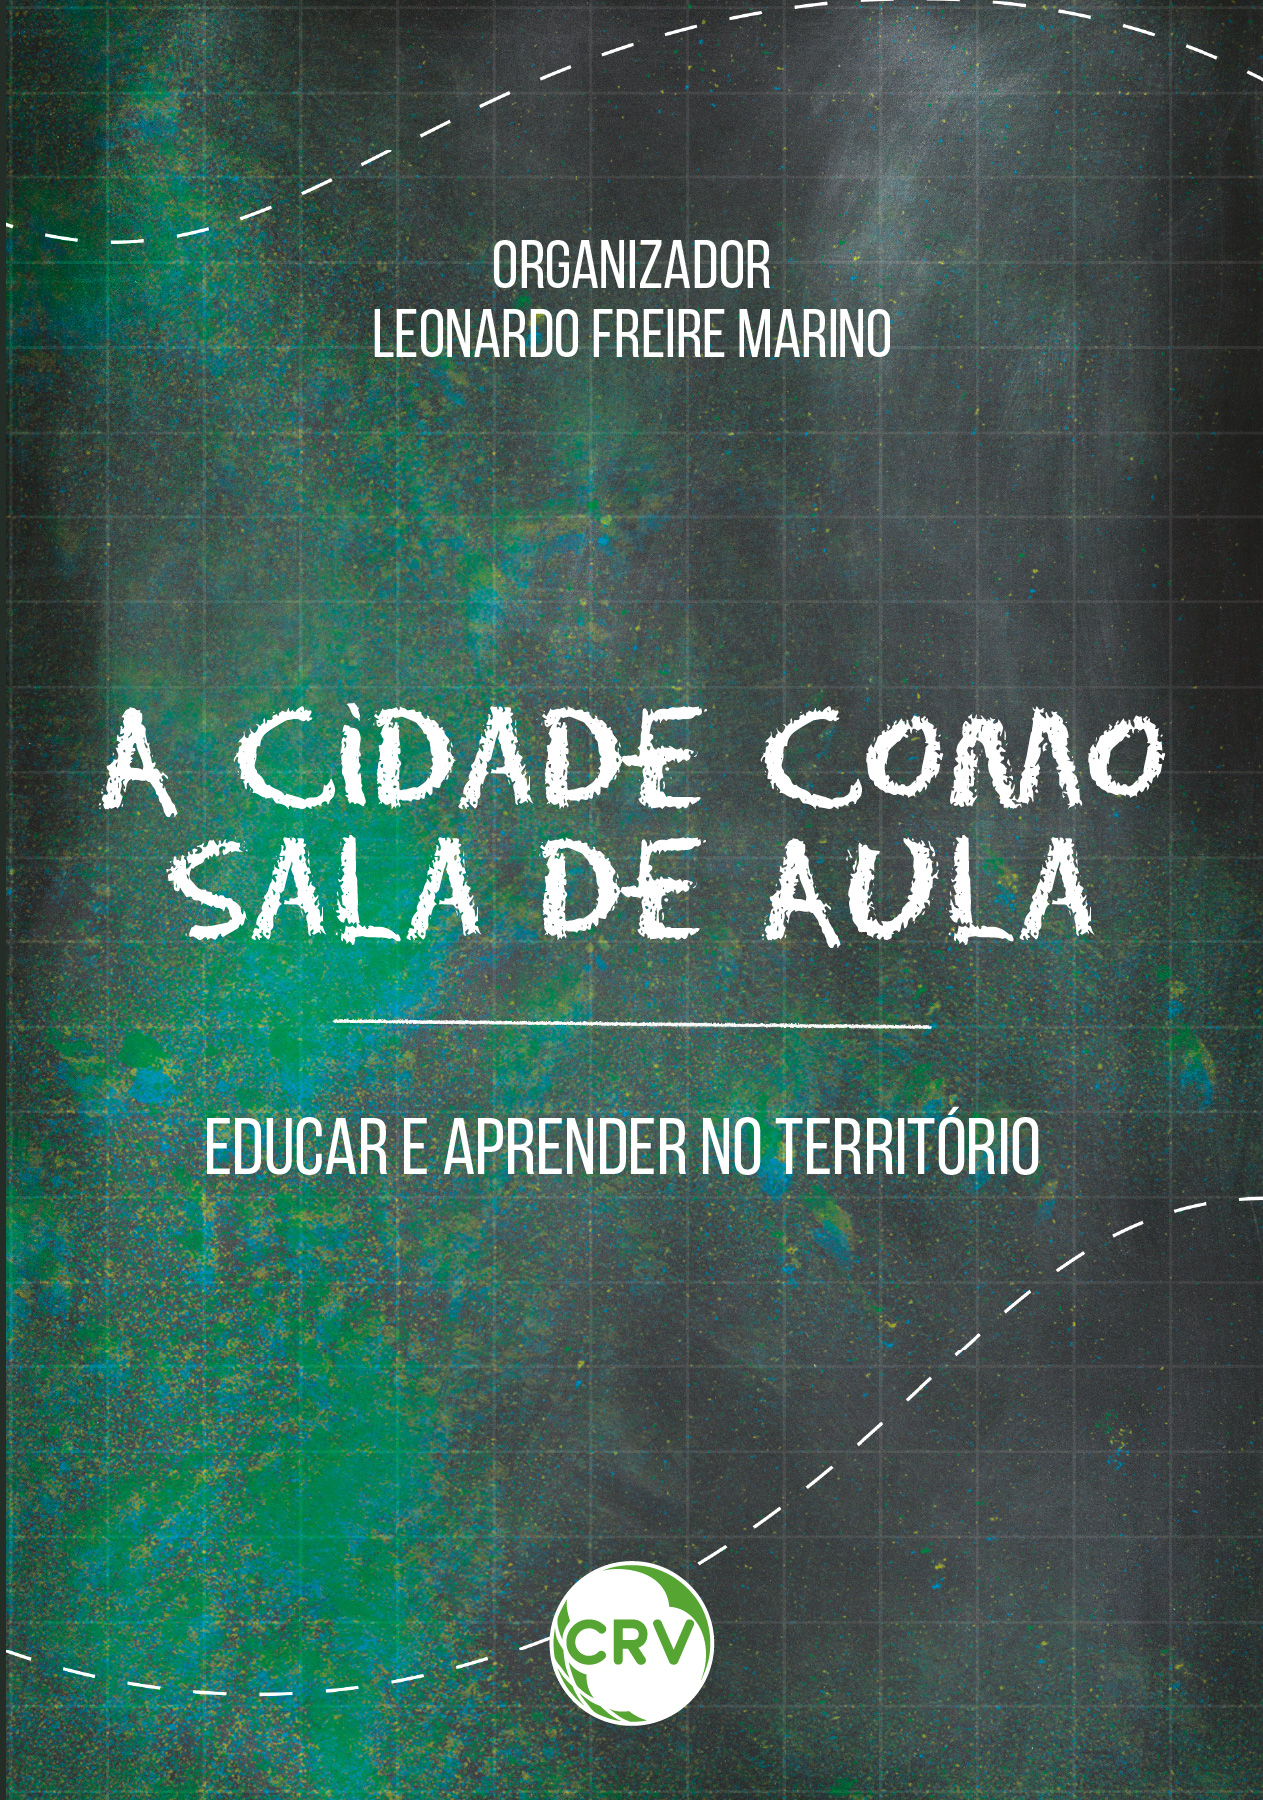 ORGANIZADOR
LEONARDO FREIRE MARINO
A CiDADE COMO
SALA DE AULA
EDUCAR E APRENDER NO TERRITÓRIO
CRV